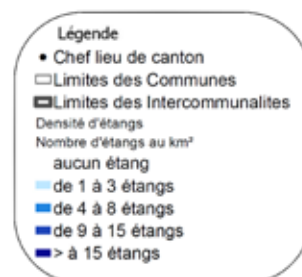 Légende
Chef lieu de canton
Limites des Communes
Limites des Intercommunalites
Densité d'étangs
Nombre d'étangs au km²
aucun étang
de 1 à 3 étangs
de 4 à 8 étangs
de 9 à 15 étangs
> à 15 étangs